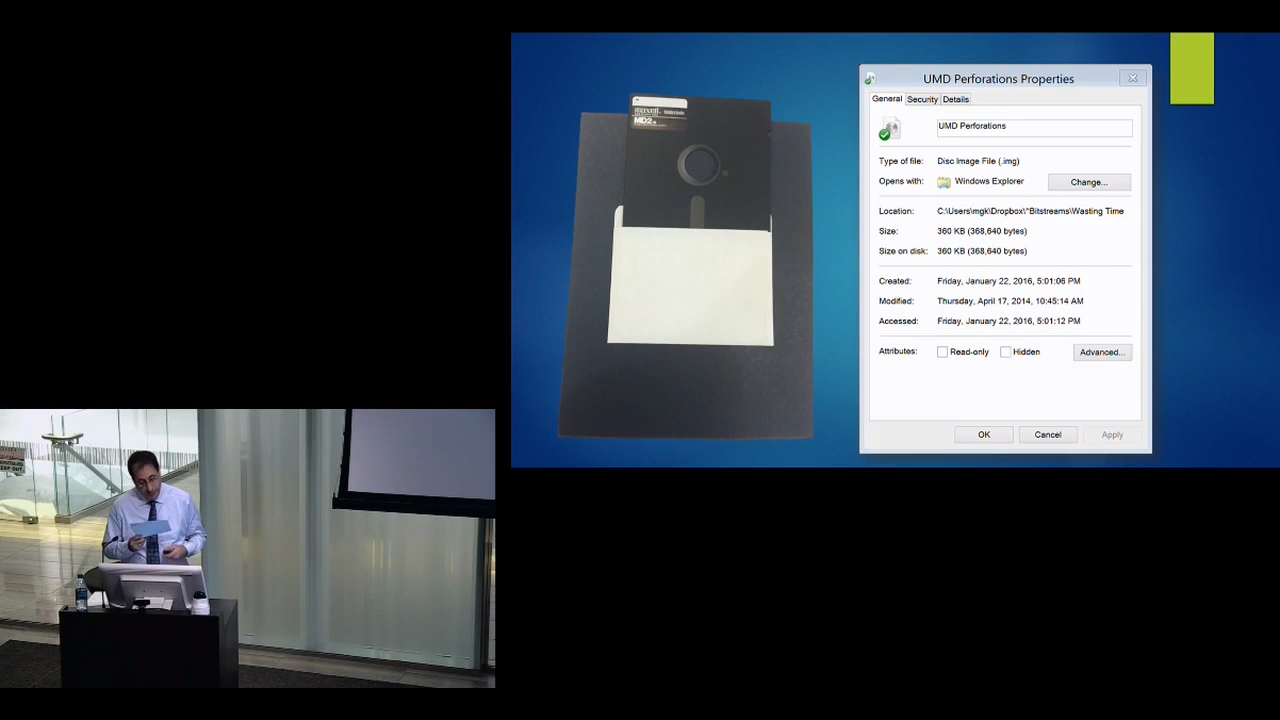 maxell
MD2-D
UMD Perforations Properties
General Security Details
UMD Perforations
Type of file: Disc Image File (.img)
Opens with: Windows Explorer Change...
Location: C:\Users\mgk\Dropbox\*Bitstreams\Wasting Time
Size: 360 KB (368,640 bytes)
Size on disk: 360 KB (368,640 bytes)
Created: Friday, January 22, 2016, 5:01:06 PM
Modified: Thursday, April 17, 2014, 10:45:14 AM
Accessed: Friday, January 22, 2016, 5:01:12 PM
Attributes: Read-only Hidden Advanced...
OK Cancel Apply